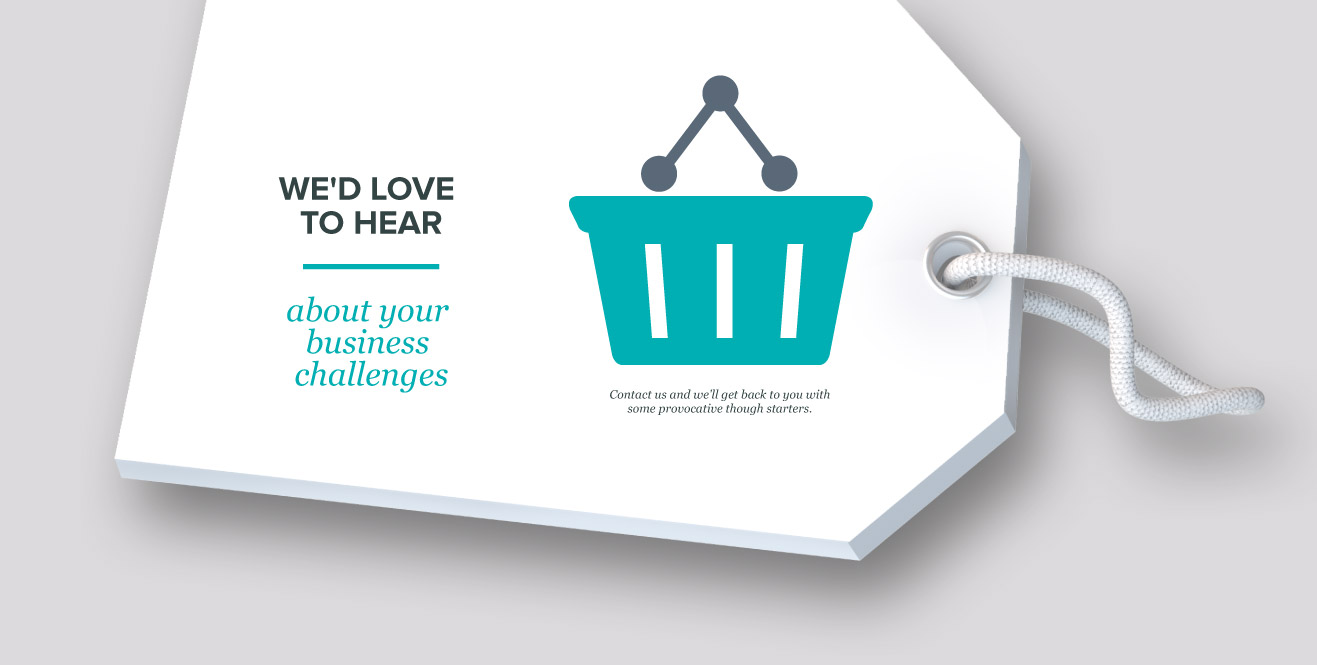 WE'D LOVE
TO HEAR
about your
business
challenges
Contact us and we'll get back to you with
some provocative though starters.